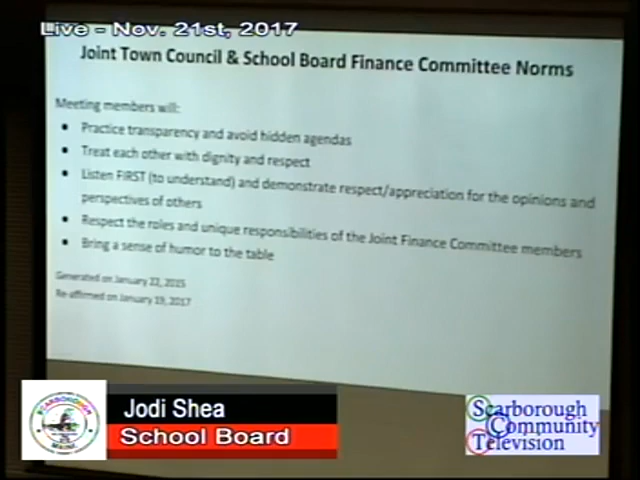 Live - Nov. 21st, 2017
Joint Town Council & School Board Finance Committee Norms
Meeting members will:
• Practice transparency and avoid hidden agendas
• Treat each other with dignity and respect
• Listen FIRST (to understand) and demonstrate respect/appreciation for the opinions and
perspectives of others
• Respect the roles and unique responsibilities of the Joint Finance Committee members
• Bring a sense of humor to the table
Generated on January 22, 2015
Re-affirmed on January 19, 2017
Jodi Shea
School Board
Scarborough
Community
Television